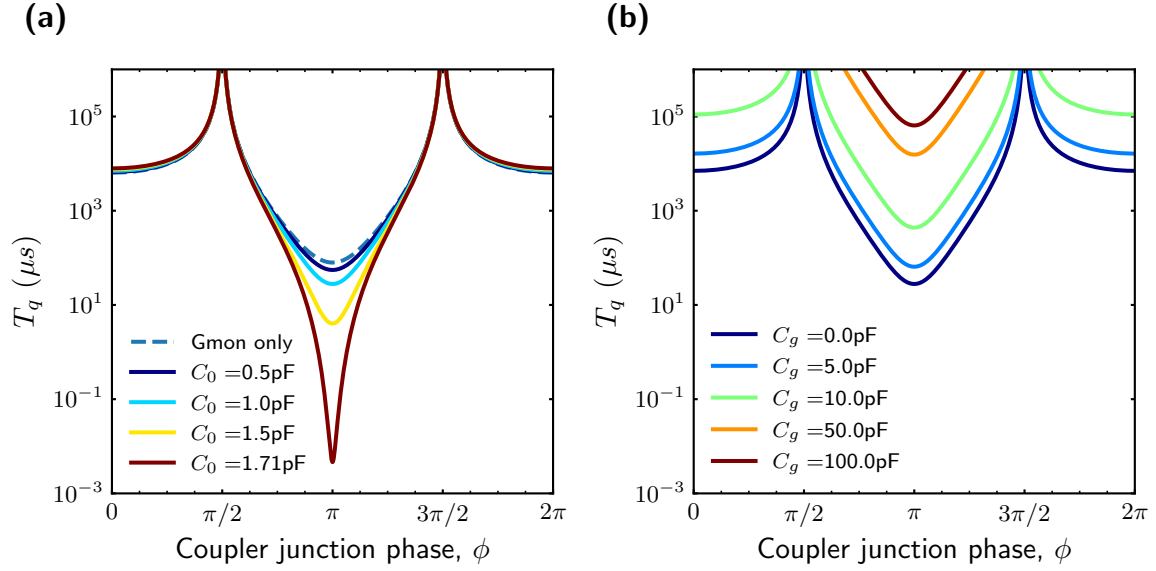 (a)
T_q (μs)
10^5
10^3
10^1
10^{-1}
10^{-3}
Gmon only
C_0 =0.5pF
C_0 =1.0pF
C_0 =1.5pF
C_0 =1.71pF
0 π/2 π 3π/2 2π
Coupler junction phase, ϕ
(b)
T_q (μs)
10^5
10^3
10^1
10^{-1}
10^{-3}
C_g =0.0pF
C_g =5.0pF
C_g =10.0pF
C_g =50.0pF
C_g =100.0pF
0 π/2 π 3π/2 2π
Coupler junction phase, ϕ